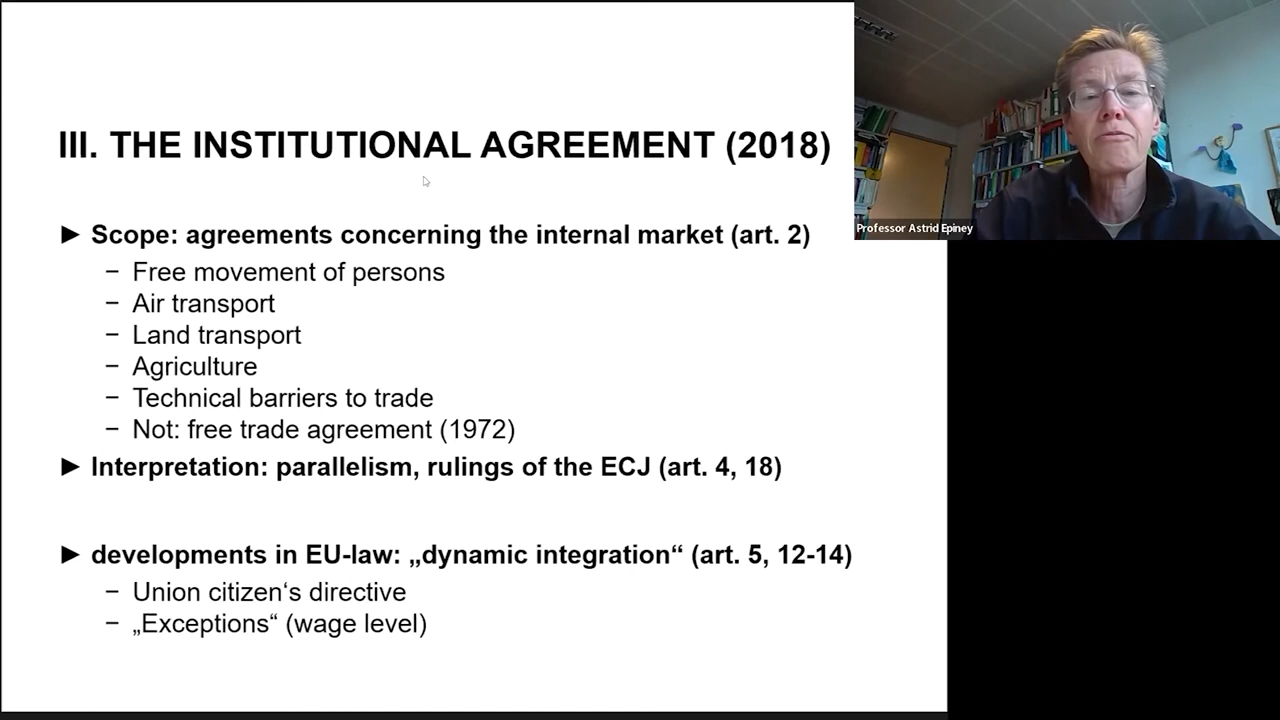 III. THE INSTITUTIONAL AGREEMENT (2018)
► Scope: agreements concerning the internal market (art. 2)
− Free movement of persons
− Air transport
− Land transport
− Agriculture
− Technical barriers to trade
− Not: free trade agreement (1972)
► Interpretation: parallelism, rulings of the ECJ (art. 4, 18)
► developments in EU-law: „dynamic integration“ (art. 5, 12-14)
− Union citizen‘s directive
− „Exceptions“ (wage level)
Professor Astrid Epiney